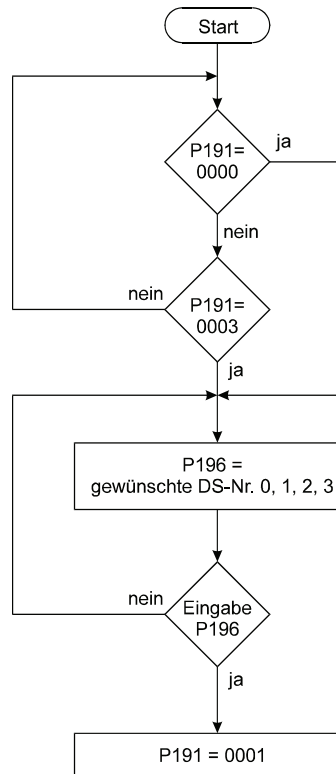 Start
P191=
0000
ja
nein
P191=
0003
nein
ja
P196 =
gewünschte DS-Nr. 0, 1, 2, 3
Eingabe
P196
nein
ja
P191 = 0001